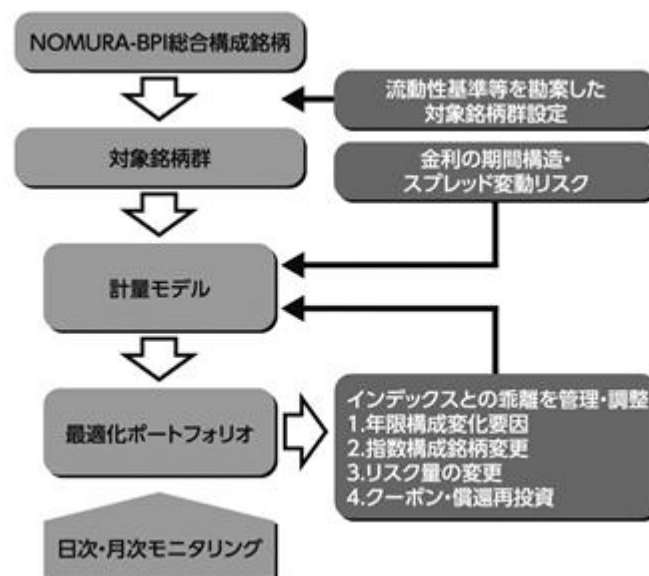 NOMURA-BPI総合構成銘柄
流動性基準等を勘案した
対象銘柄群設定
対象銘柄群
金利の期間構造・
スプレッド変動リスク
計量モデル
最適化ポートフォリオ
インデックスとの乖離を管理・調整
1.年限構成変化要因
2.指数構成銘柄変更
3.リスク量の変更
4.クーポン・償還再投資
日次・月次モニタリング